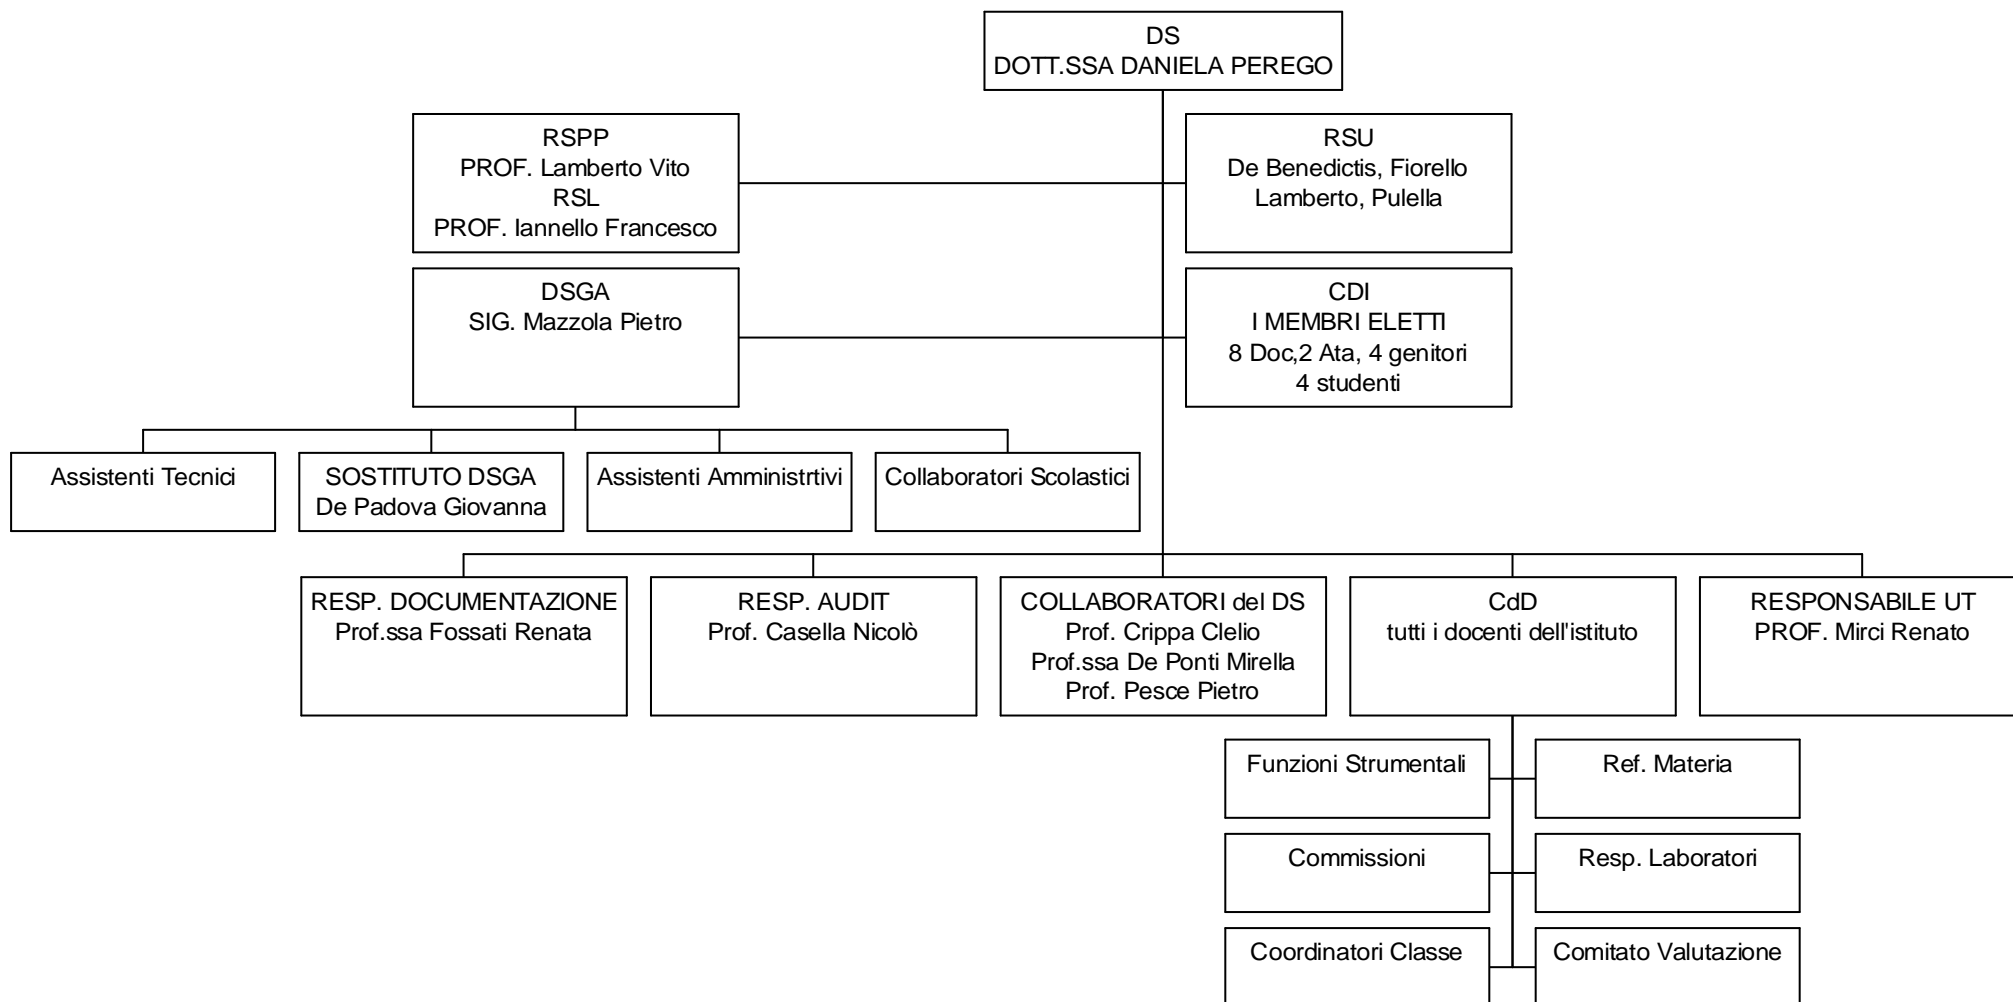 DS
DOTT.SSA DANIELA PEREGO
RSPP
PROF. Lamberto Vito
RSL
PROF. Iannello Francesco
RSU
De Benedictis, Fiorello
Lamberto, Pulella
DSGA
SIG. Mazzola Pietro
CDI
I MEMBRI ELETTI
8 Doc,2 Ata, 4 genitori
4 studenti
Assistenti Tecnici
SOSTITUTO DSGA
De Padova Giovanna
Assistenti Amministrtivi
Collaboratori Scolastici
RESP. DOCUMENTAZIONE
Prof.ssa Fossati Renata
RESP. AUDIT
Prof. Casella Nicolò
COLLABORATORI del DS
Prof. Crippa Clelio
Prof.ssa De Ponti Mirella
Prof. Pesce Pietro
CdD
tutti i docenti dell'istituto
RESPONSABILE UT
PROF. Mirci Renato
Funzioni Strumentali
Ref. Materia
Commissioni
Resp. Laboratori
Coordinatori Classe
Comitato Valutazione